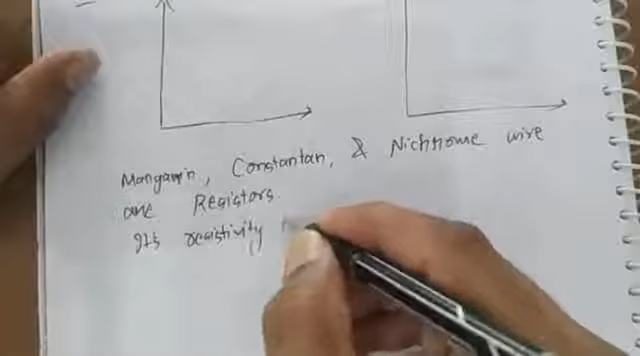 Manganin, Constantan, & Nichrome wire
are Resistors.
Its resistivity